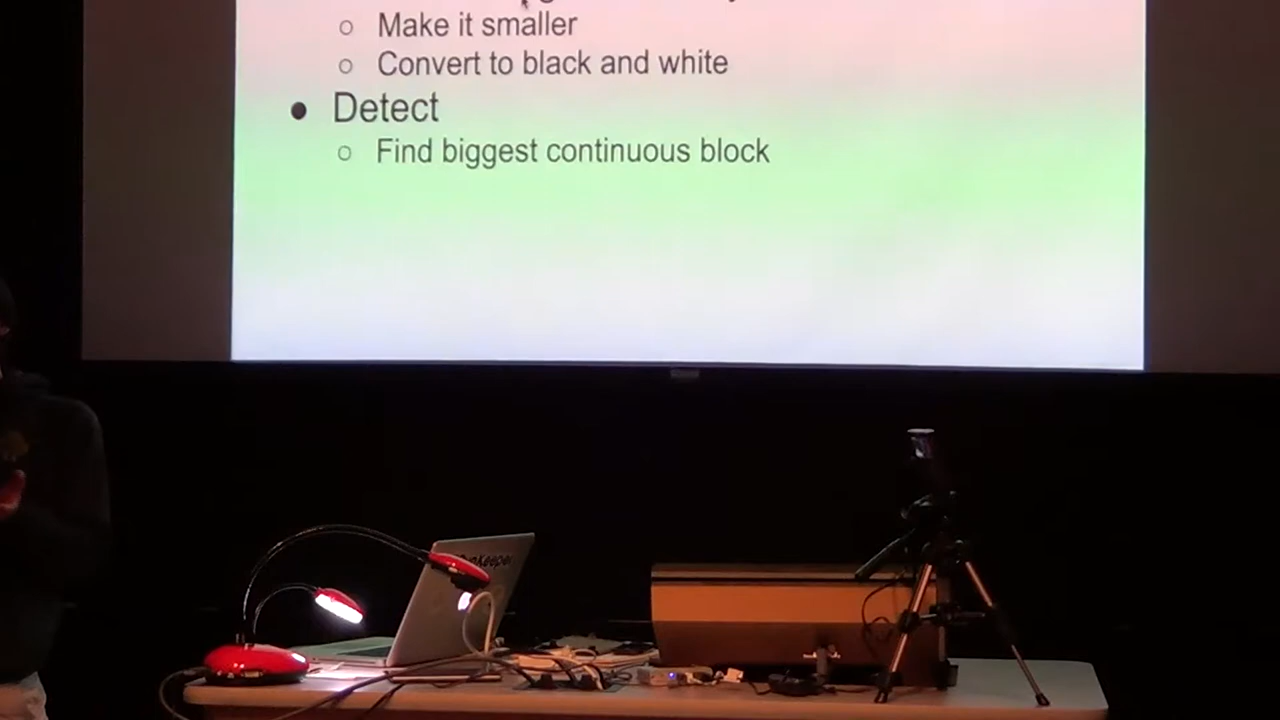 Make it smaller
Convert to black and white
Detect
Find biggest continuous block